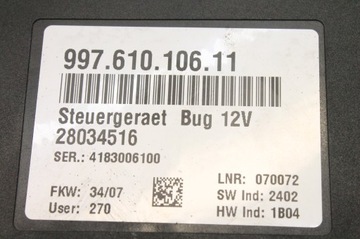 997.610.106.11
Steuergeraet Bug 12V
28034516
SER.: 4183006100
LNR: 070072
FKW: 34/07
SW Ind: 2402
User: 270
HW Ind: 1B04